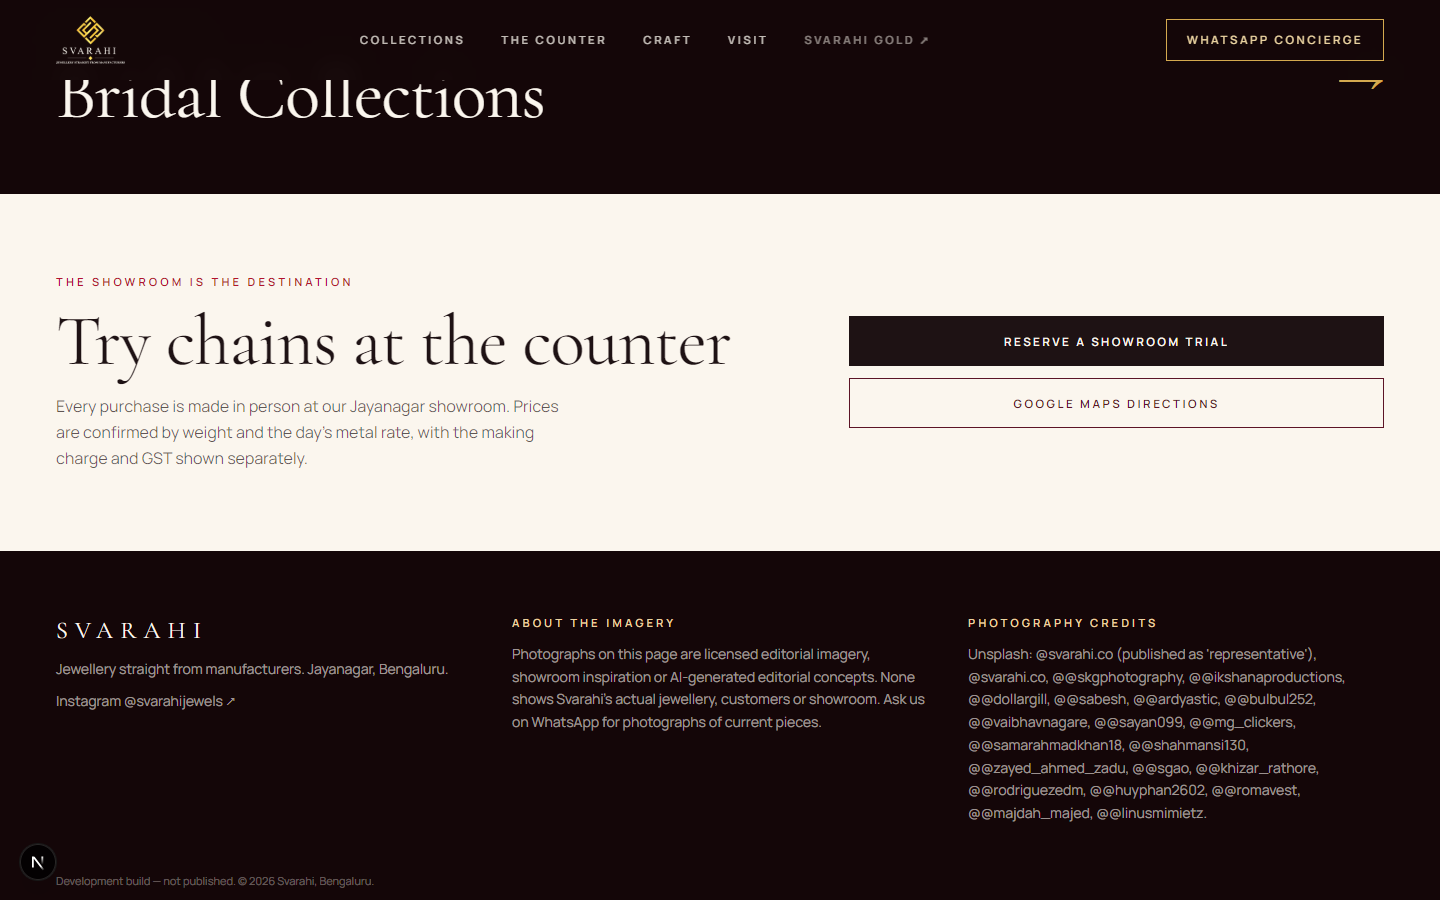 SVARAHI
JEWELLERY STRAIGHT FROM MANUFACTURERS
COLLECTIONS
THE COUNTER
CRAFT
VISIT
SVARAHI GOLD ↗
WHATSAPP CONCIERGE
Bridal Collections
THE SHOWROOM IS THE DESTINATION
Try chains at the counter
Every purchase is made in person at our Jayanagar showroom. Prices
are confirmed by weight and the day's metal rate, with the making
charge and GST shown separately.
RESERVE A SHOWROOM TRIAL
GOOGLE MAPS DIRECTIONS
SVARAHI
Jewellery straight from manufacturers. Jayanagar, Bengaluru.
Instagram @svarahijewels ↗
ABOUT THE IMAGERY
Photographs on this page are licensed editorial imagery,
showroom inspiration or AI-generated editorial concepts. None
shows Svarahi's actual jewellery, customers or showroom. Ask us
on WhatsApp for photographs of current pieces.
PHOTOGRAPHY CREDITS
Unsplash: @svarahi.co (published as 'representative'),
@svarahi.co, @@skgphotography, @@ikshanaproductions,
@@dollargill, @@sabesh, @@ardyastic, @@bulbul252,
@@vaibhavnagare, @@sayan099, @@mg_clickers,
@@samarahmadkhan18, @@shahmansi130,
@@zayed_ahmed_zadu, @@sgao, @@khizar_rathore,
@@rodriguezedm, @@huyphan2602, @@romavest,
@@majdah_majed, @@linusmimietz.
N
Development build — not published. © 2026 Svarahi, Bengaluru.